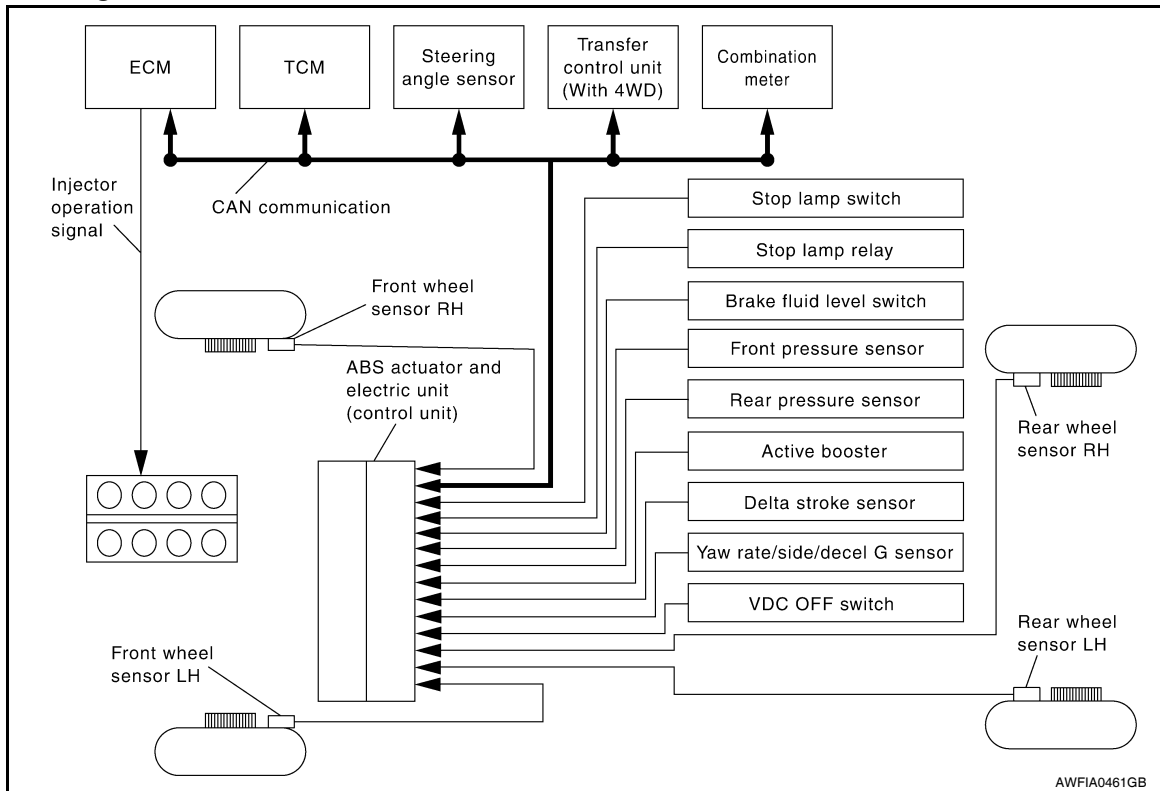 ECM
TCM
Steering
angle sensor
Transfer
control unit
(With 4WD)
Combination
meter
Injector
operation
signal
CAN communication
Stop lamp switch
Stop lamp relay
Brake fluid level switch
Front pressure sensor
Rear pressure sensor
Active booster
Delta stroke sensor
Yaw rate/side/decel G sensor
VDC OFF switch
Front wheel
sensor RH
ABS actuator and
electric unit
(control unit)
Rear wheel
sensor RH
Front wheel
sensor LH
Rear wheel
sensor LH
AWFIA0461GB